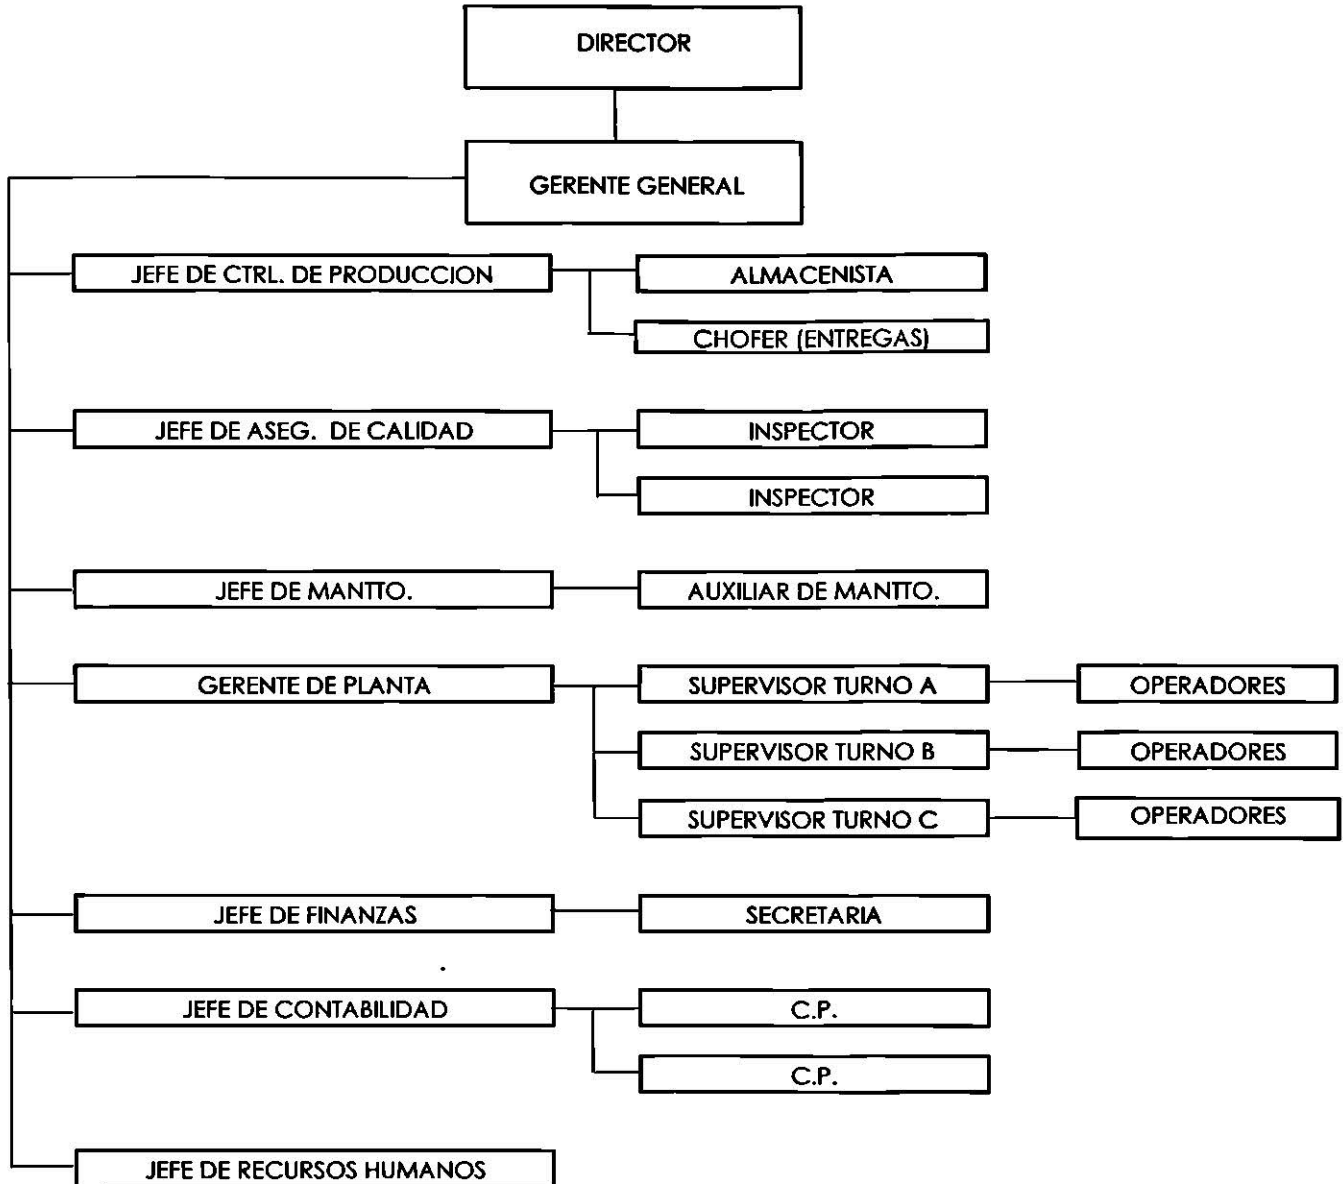 DIRECTOR
GERENTE GENERAL
JEFE DE CTRL. DE PRODUCCION
ALMACENISTA
CHOFER (ENTREGAS)
JEFE DE ASEG. DE CALIDAD
INSPECTOR
INSPECTOR
JEFE DE MANTTO.
AUXILIAR DE MANTTO.
GERENTE DE PLANTA
SUPERVISOR TURNO A
OPERADORES
SUPERVISOR TURNO B
OPERADORES
SUPERVISOR TURNO C
OPERADORES
JEFE DE FINANZAS
SECRETARIA
JEFE DE CONTABILIDAD
C.P.
C.P.
JEFE DE RECURSOS HUMANOS